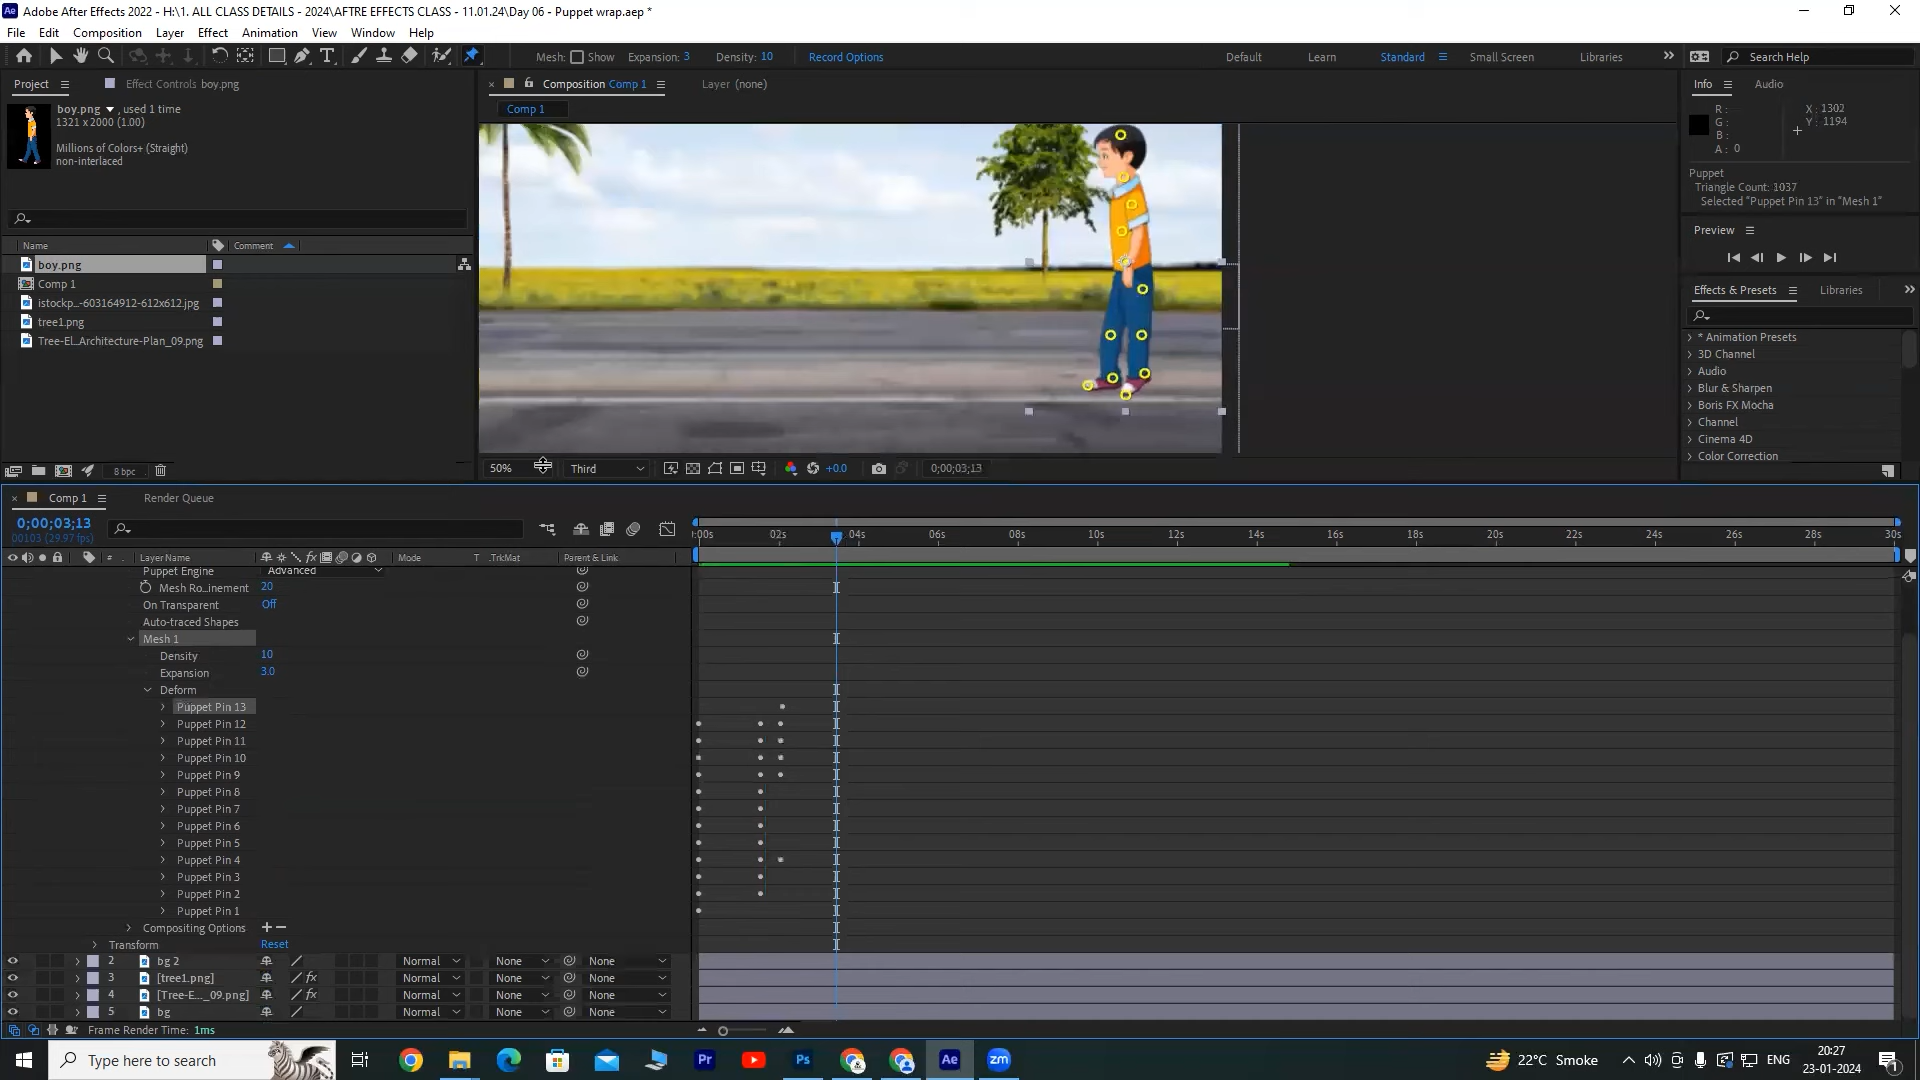 Adobe After Effects 2022 - H:\1. ALL CLASS DETAILS - 2024\AFTRE EFFECTS CLASS - 11.01.24\Day 06 - Puppet wrap.aep *
File Edit Composition Layer Effect Animation View Window Help
Mesh: Show Expansion: 3 Density: 10 Record Options Default Learn Standard Small Screen Libraries Search Help
Project Effect Controls boy.png Composition Comp 1 Layer (none) Info Audio
boy.png , used 1 time
1321 x 2000 (1.00)
Millions of Colors+ (Straight)
non-interlaced
Comp 1
R :
G :
B :
A : 0
X : 1302
Y : 1194
Puppet
Triangle Count: 1037
Selected "Puppet Pin 13" in "Mesh 1"
Preview
Name Comment
boy.png
Comp 1
istockp...-603164912-612x612.jpg
tree1.png
Tree-El...Architecture-Plan_09.png
Effects & Presets Libraries
* Animation Presets
3D Channel
Audio
Blur & Sharpen
Boris FX Mocha
Channel
Cinema 4D
Color Correction
8 bpc
50% Third +0.0 0;00;03;13
Comp 1 Render Queue
0;00;03;13
00103 (29.97 fps)
:00s 02s 04s 06s 08s 10s 12s 14s 16s 18s 20s 22s 24s 26s 28s 30s
# Layer Name Mode T .TrkMat Parent & Link
Puppet Engine Advanced
Mesh Ro...inement 20
On Transparent Off
Auto-traced Shapes
Mesh 1
Density 10
Expansion 3.0
Deform
Puppet Pin 13
Puppet Pin 12
Puppet Pin 11
Puppet Pin 10
Puppet Pin 9
Puppet Pin 8
Puppet Pin 7
Puppet Pin 6
Puppet Pin 5
Puppet Pin 4
Puppet Pin 3
Puppet Pin 2
Puppet Pin 1
Compositing Options
Transform Reset
2 bg 2 Normal None None
3 [tree1.png] Normal None None
4 [Tree-E..._09.png] Normal None None
5 bg Normal None None
Frame Render Time: 1ms
Type here to search
Pr Ps Ae zm
22°C Smoke ENG
20:27
23-01-2024